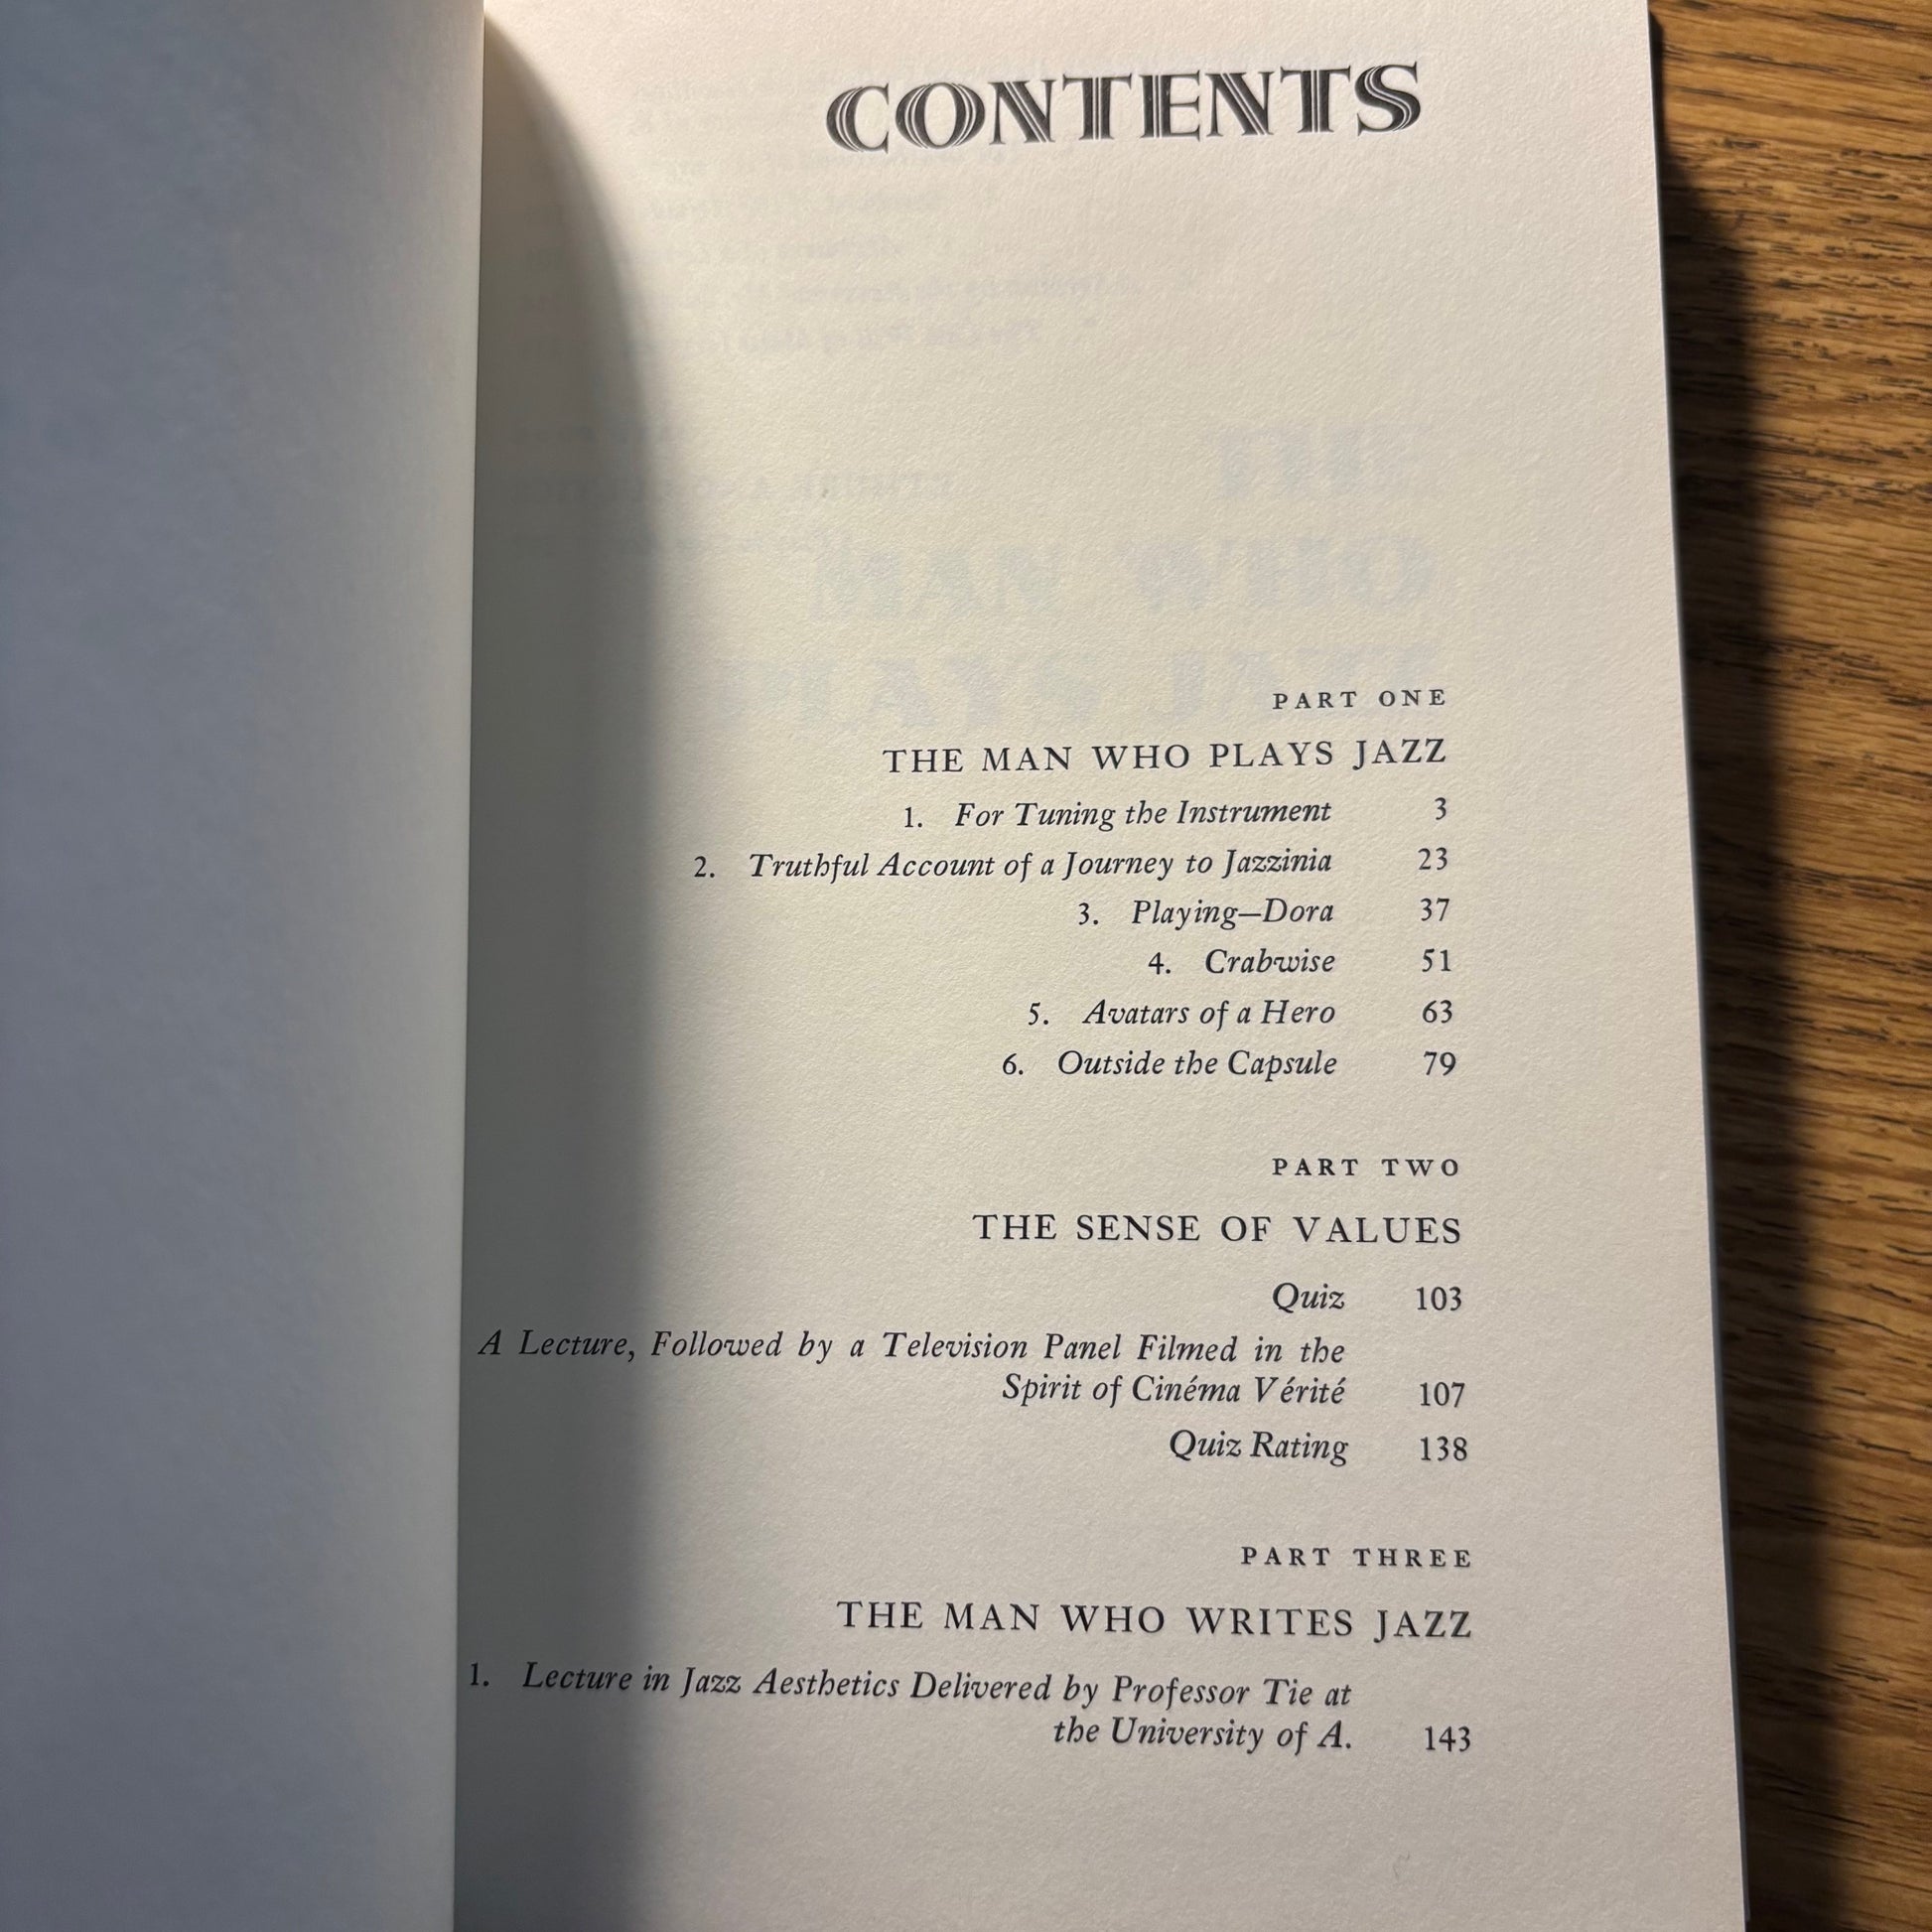 CONTENTS
PART ONE
THE MAN WHO PLAYS JAZZ
1. For Tuning the Instrument 3
2. Truthful Account of a Journey to Jazzinia 23
3. Playing—Dora 37
4. Crabwise 51
5. Avatars of a Hero 63
6. Outside the Capsule 79
PART TWO
THE SENSE OF VALUES
Quiz 103
A Lecture, Followed by a Television Panel Filmed in the
Spirit of Cinéma Vérité 107
Quiz Rating 138
PART THREE
THE MAN WHO WRITES JAZZ
1. Lecture in Jazz Aesthetics Delivered by Professor Tie at
the University of A. 143